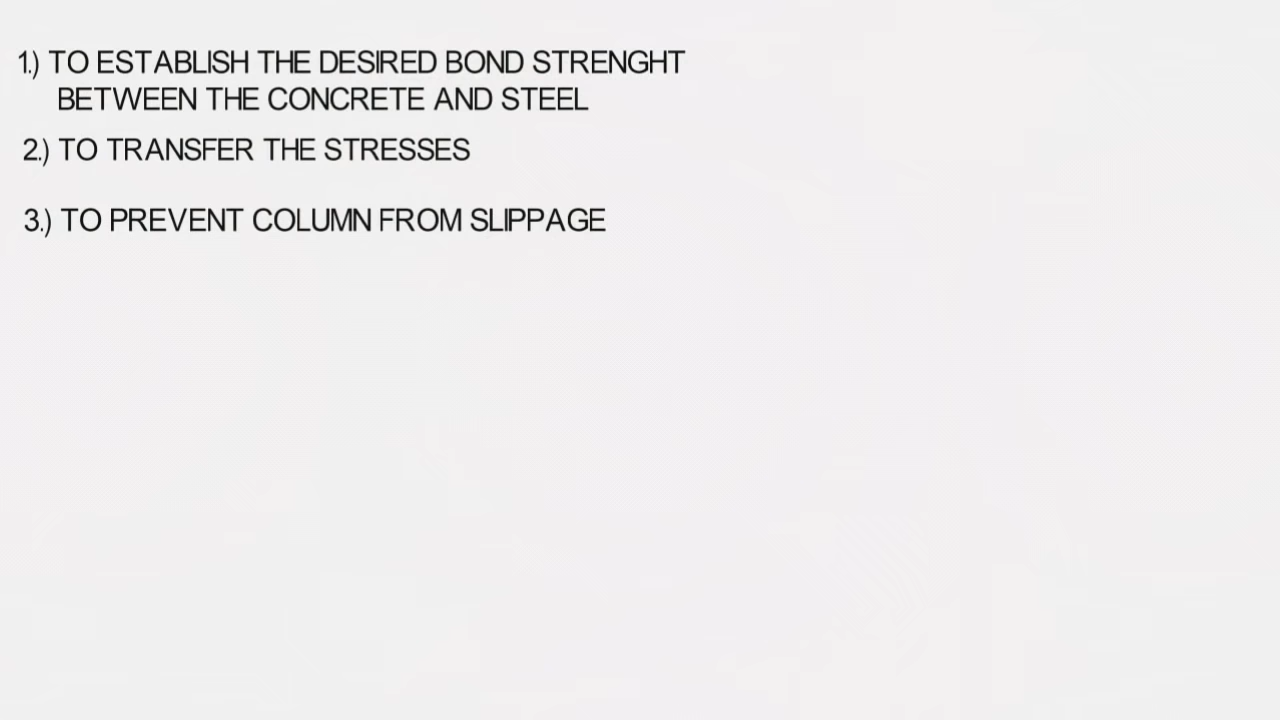 1.) TO ESTABLISH THE DESIRED BOND STRENGHT
BETWEEN THE CONCRETE AND STEEL
2.) TO TRANSFER THE STRESSES
3.) TO PREVENT COLUMN FROM SLIPPAGE